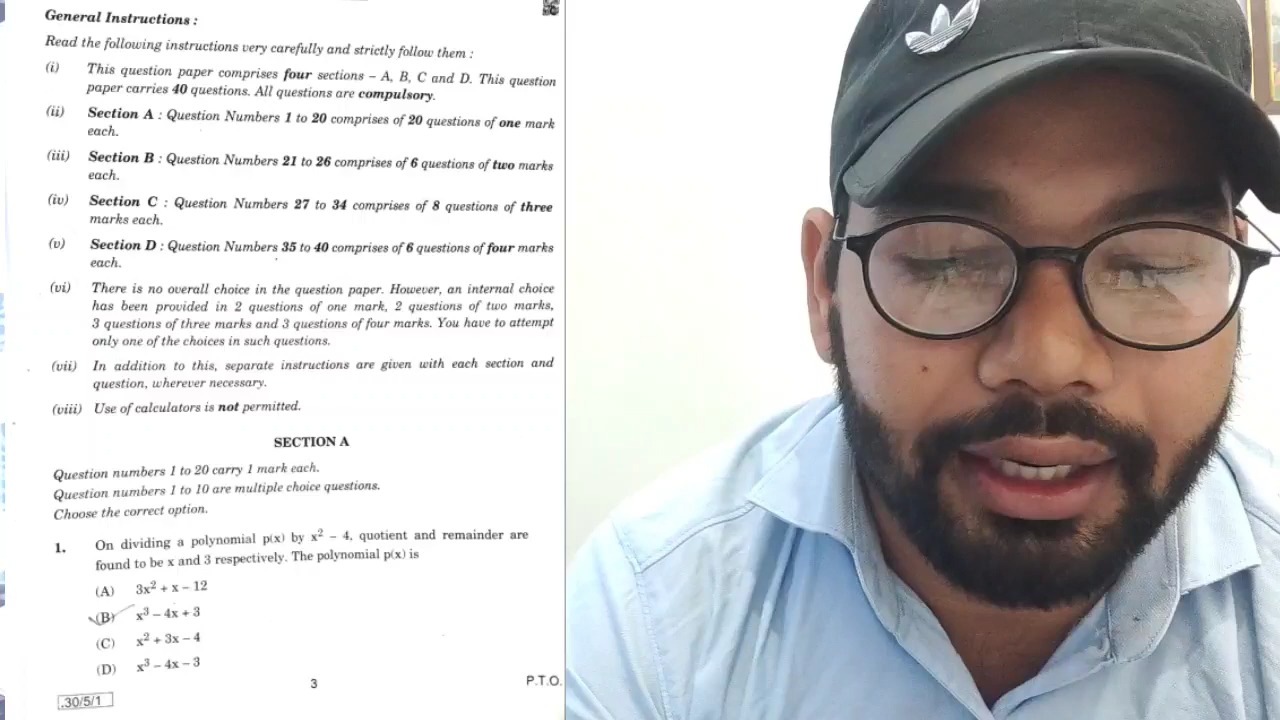 General Instructions :
Read the following instructions very carefully and strictly follow them :
(i) This question paper comprises four sections – A, B, C and D. This question
paper carries 40 questions. All questions are compulsory.
(ii) Section A : Question Numbers 1 to 20 comprises of 20 questions of one mark
each.
(iii) Section B : Question Numbers 21 to 26 comprises of 6 questions of two marks
each.
(iv) Section C : Question Numbers 27 to 34 comprises of 8 questions of three
marks each.
(v) Section D : Question Numbers 35 to 40 comprises of 6 questions of four marks
each.
(vi) There is no overall choice in the question paper. However, an internal choice
has been provided in 2 questions of one mark, 2 questions of two marks,
3 questions of three marks and 3 questions of four marks. You have to attempt
only one of the choices in such questions.
(vii) In addition to this, separate instructions are given with each section and
question, wherever necessary.
(viii) Use of calculators is not permitted.
SECTION A
Question numbers 1 to 20 carry 1 mark each.
Question numbers 1 to 10 are multiple choice questions.
Choose the correct option.
1. On dividing a polynomial p(x) by x² – 4, quotient and remainder are
found to be x and 3 respectively. The polynomial p(x) is
(A) 3x² + x – 12
(B) x³ – 4x + 3
(C) x² + 3x – 4
(D) x³ – 4x – 3
.30/5/1 3 P.T.O.